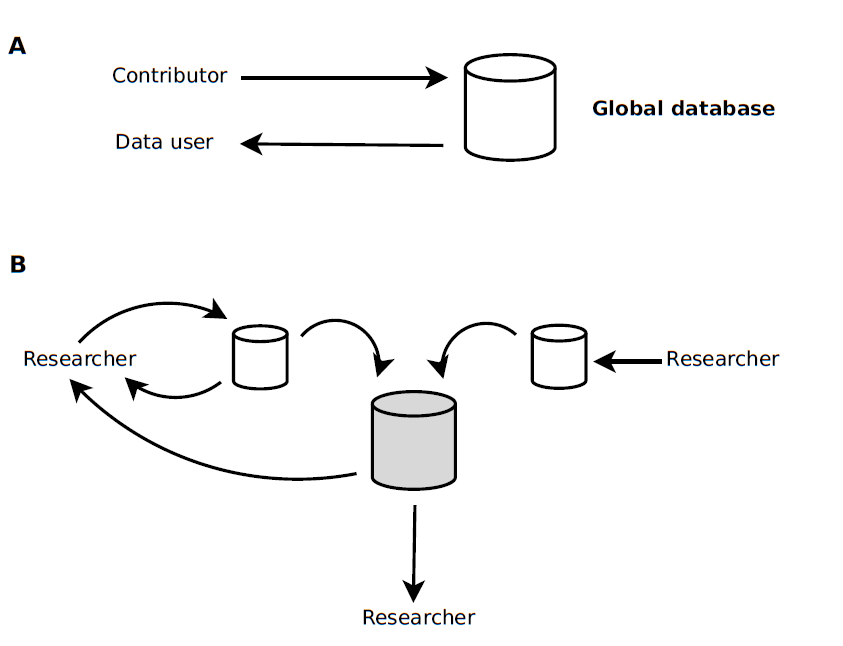 A
Contributor
Data user
Global database
B
Researcher
Researcher
Researcher